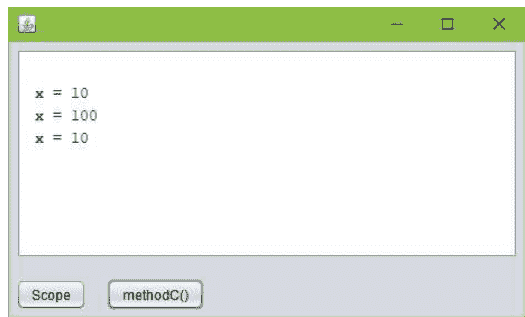 x = 10
x = 100
x = 10
Scope
methodC()